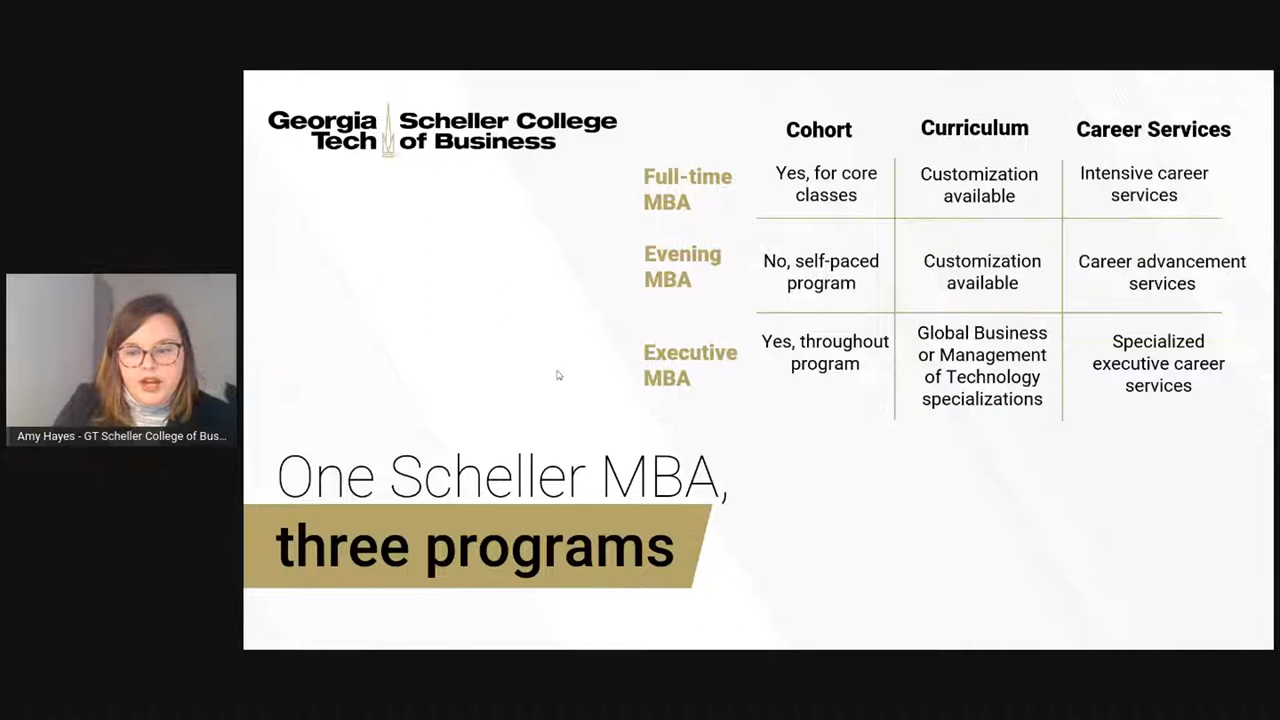 Georgia Tech
Scheller College of Business
Cohort
Curriculum
Career Services
Full-time MBA
Yes, for core classes
Customization available
Intensive career services
Evening MBA
No, self-paced program
Customization available
Career advancement services
Executive MBA
Yes, throughout program
Global Business or Management of Technology specializations
Specialized executive career services
One Scheller MBA,
three programs
Amy Hayes - GT Scheller College of Bus...